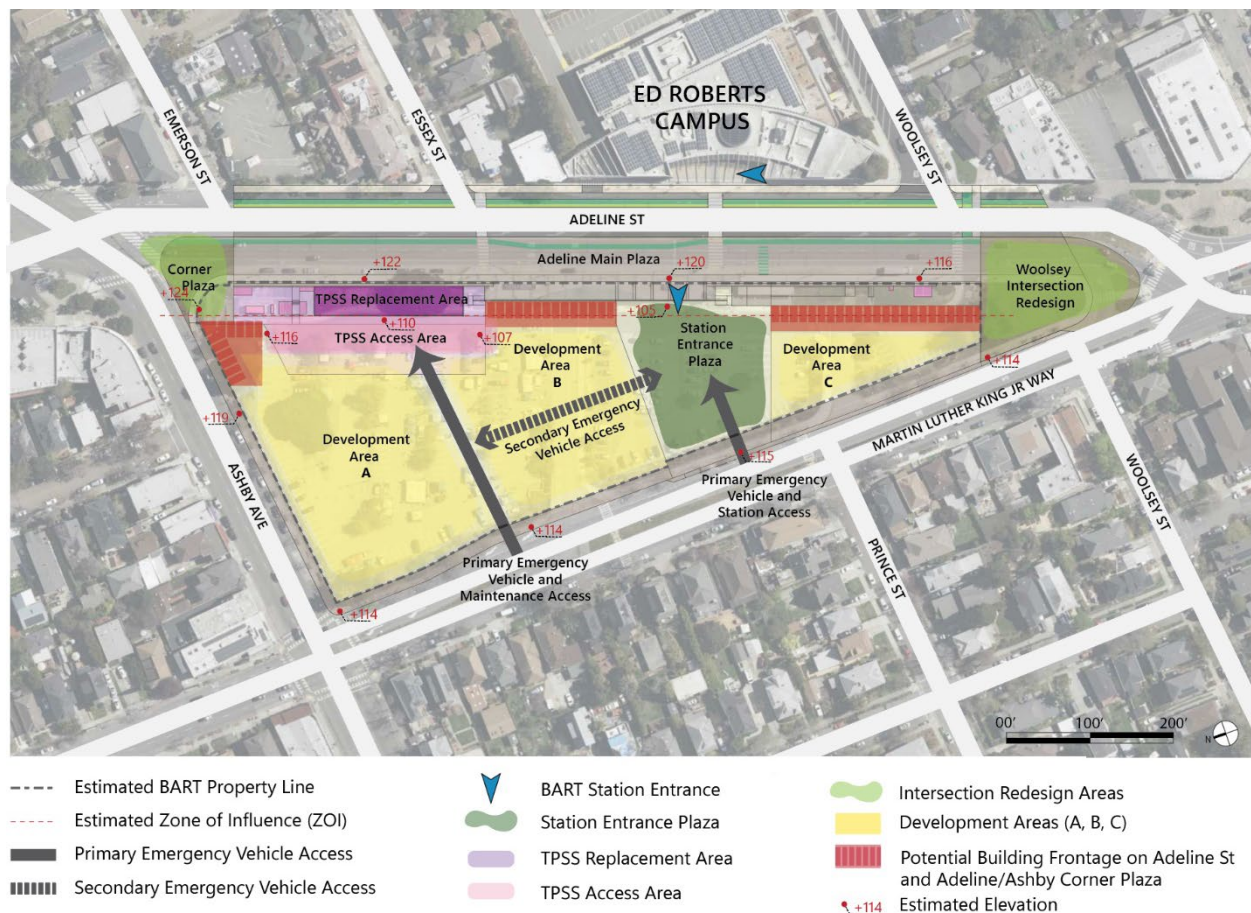 ED ROBERTS
CAMPUS
EMERSON ST
ESSEX ST
WOOLSEY ST
ADELINE ST
Corner
Plaza
Adeline Main Plaza
Woolsey
Intersection
Redesign
+124
+122
+120
+116
TPSS Replacement Area
+110
+105
+116
TPSS Access Area
+107
Station
Entrance
Plaza
Development
Area
B
Development
Area
C
+114
+119
Secondary Emergency
Vehicle Access
Development
Area
A
MARTIN LUTHER KING JR WAY
ASHBY AVE
+115
Primary Emergency
Vehicle and
Station Access
WOOLSEY ST
+114
PRINCE ST
Primary Emergency
Vehicle and
Maintenance Access
+114
00' 100' 200'
N
Estimated BART Property Line
Estimated Zone of Influence (ZOI)
Primary Emergency Vehicle Access
Secondary Emergency Vehicle Access
BART Station Entrance
Station Entrance Plaza
TPSS Replacement Area
TPSS Access Area
Intersection Redesign Areas
Development Areas (A, B, C)
Potential Building Frontage on Adeline St
and Adeline/Ashby Corner Plaza
+114 Estimated Elevation